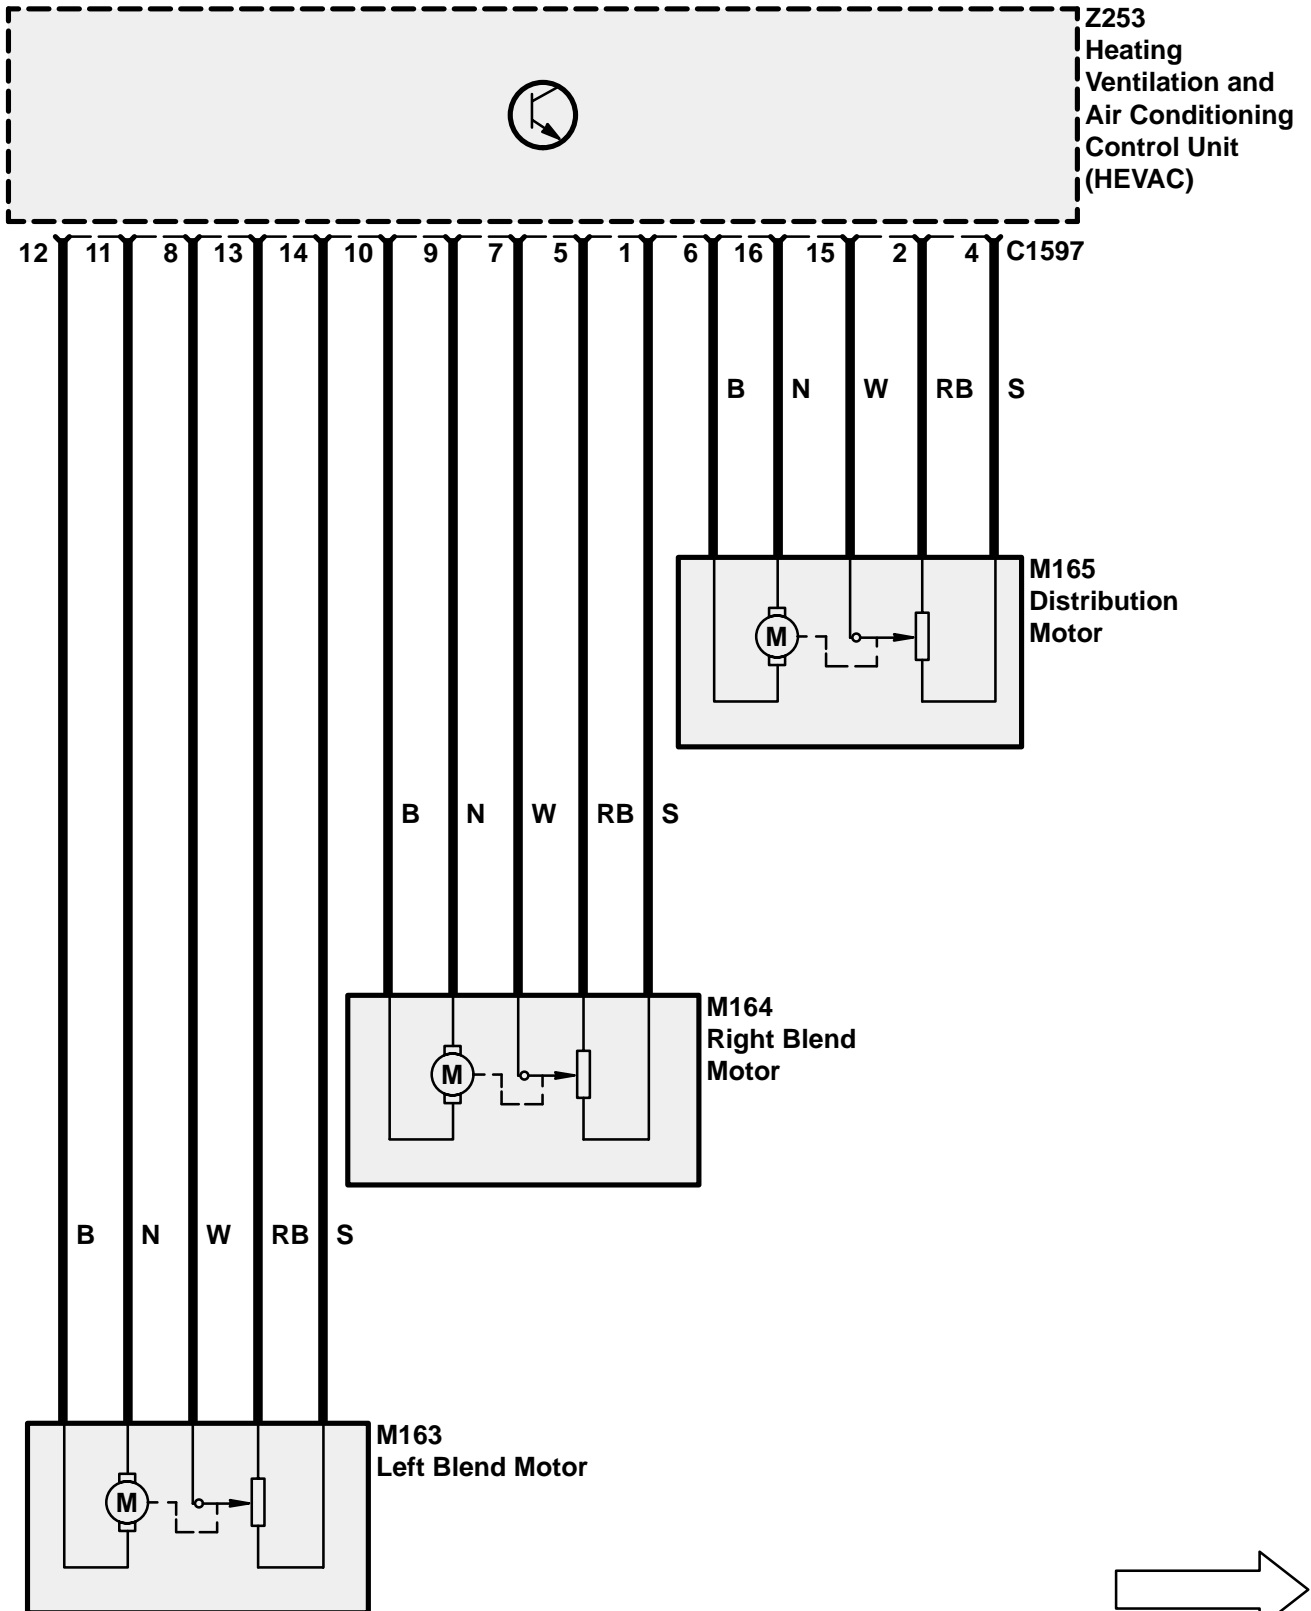 Z253
Heating
Ventilation and
Air Conditioning
Control Unit
(HEVAC)
12 11 8 13 14 10 9 7 5 1 6 16 15 2 4 C1597
B N W RB S
M165
Distribution
Motor
M
B N W RB S
M164
Right Blend
Motor
M
B N W RB S
M163
Left Blend Motor
M